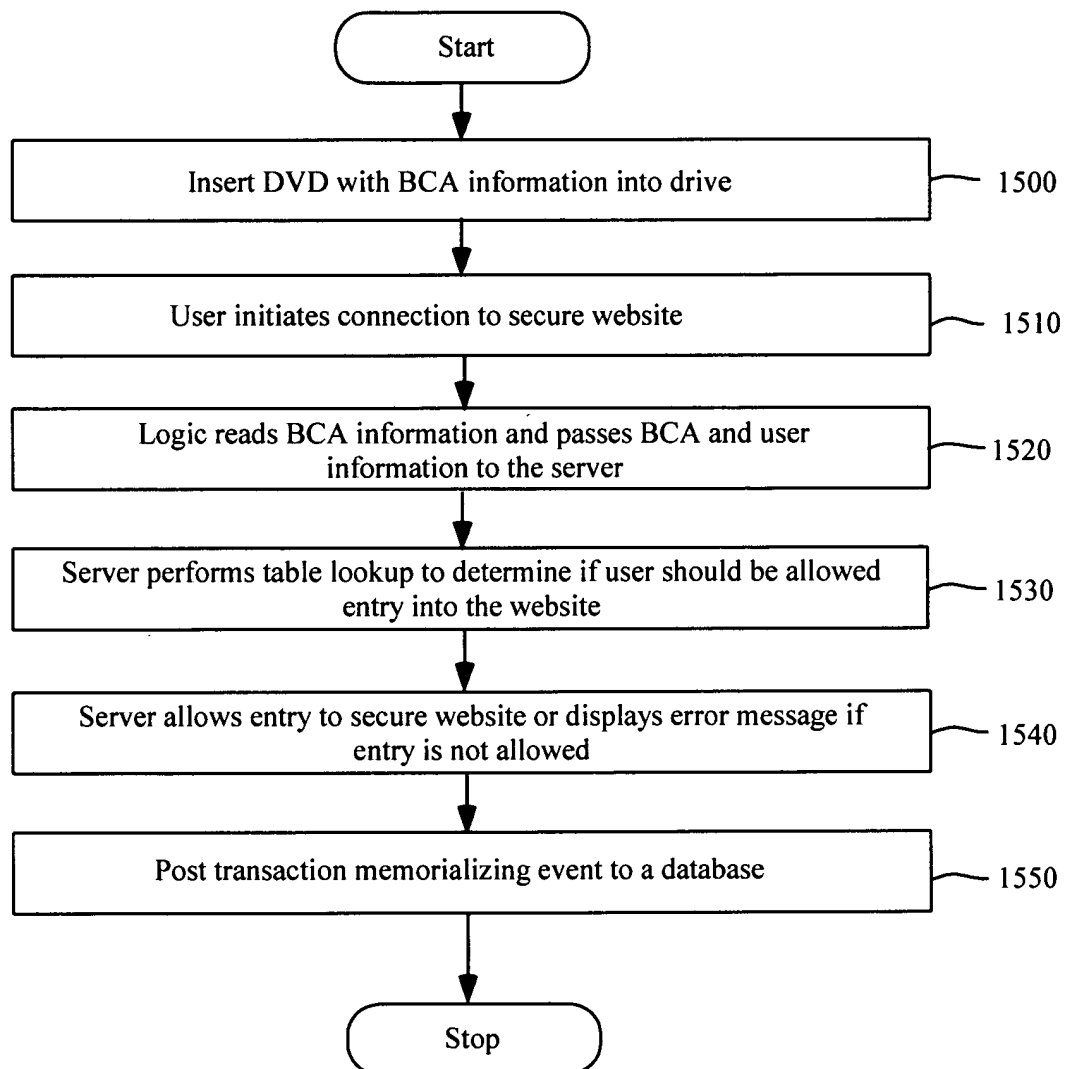 Start
Insert DVD with BCA information into drive
1500
User initiates connection to secure website
1510
Logic reads BCA information and passes BCA and user
information to the server
1520
Server performs table lookup to determine if user should be allowed
entry into the website
1530
Server allows entry to secure website or displays error message if
entry is not allowed
1540
Post transaction memorializing event to a database
1550
Stop